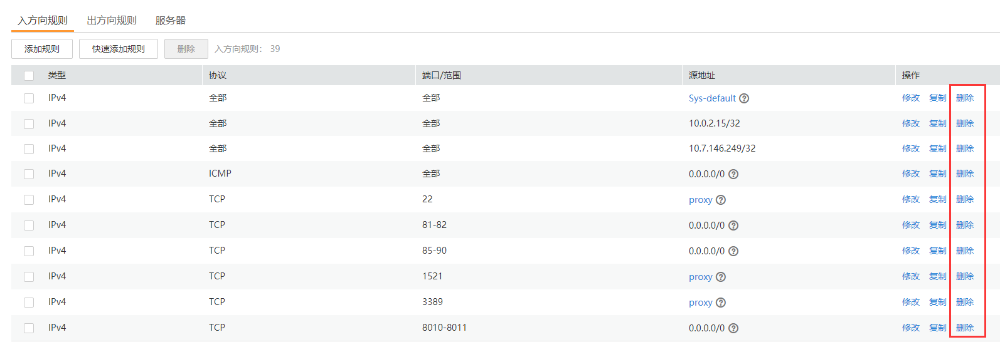 入方向规则 出方向规则 服务器
添加规则 快速添加规则 删除 入方向规则： 39
类型 协议 端口/范围 源地址 操作
IPv4 全部 全部 Sys-default ? 修改 复制 删除
IPv4 全部 全部 10.0.2.15/32 修改 复制 删除
IPv4 全部 全部 10.7.146.249/32 修改 复制 删除
IPv4 ICMP 全部 0.0.0.0/0 ? 修改 复制 删除
IPv4 TCP 22 proxy ? 修改 复制 删除
IPv4 TCP 81-82 0.0.0.0/0 ? 修改 复制 删除
IPv4 TCP 85-90 0.0.0.0/0 ? 修改 复制 删除
IPv4 TCP 1521 proxy ? 修改 复制 删除
IPv4 TCP 3389 proxy ? 修改 复制 删除
IPv4 TCP 8010-8011 0.0.0.0/0 ? 修改 复制 删除